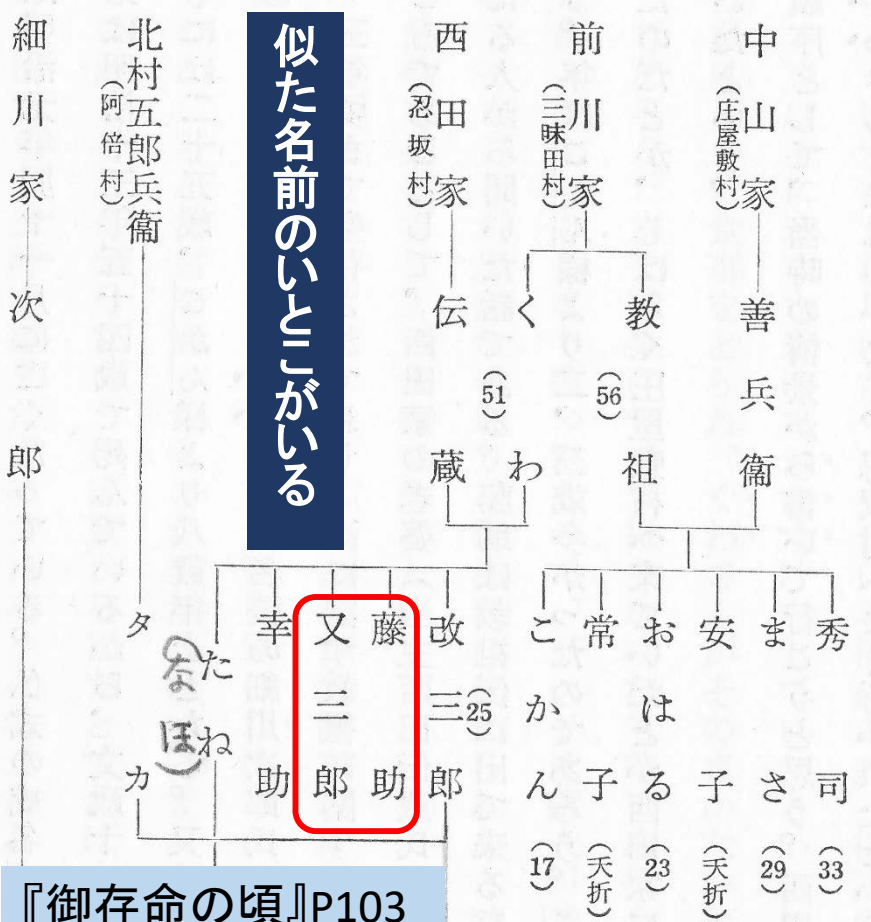 中山家
（庄屋敷村）
善兵衞
前川家
（三昧田村）
教祖
（56）
くわ
（51）
西田家
（忍坂村）
伝蔵
似た名前のいとこがいる
北村五郎兵衞
（阿倍村）
細川家次郎
秀司
（33）
まさ
（29）
安子
（夭折）
おはる
（23）
常子
（夭折）
こかん
（17）
改三郎
（25）
藤助
又三郎
幸助
たね
（なほ）
タカ
『御存命の頃』P103